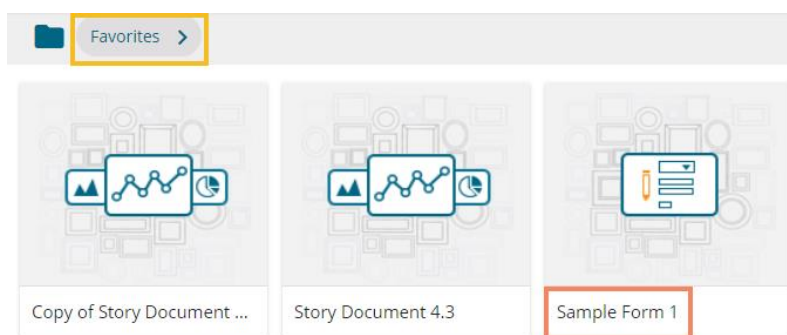 Favorites
Copy of Story Document ...
Story Document 4.3
Sample Form 1